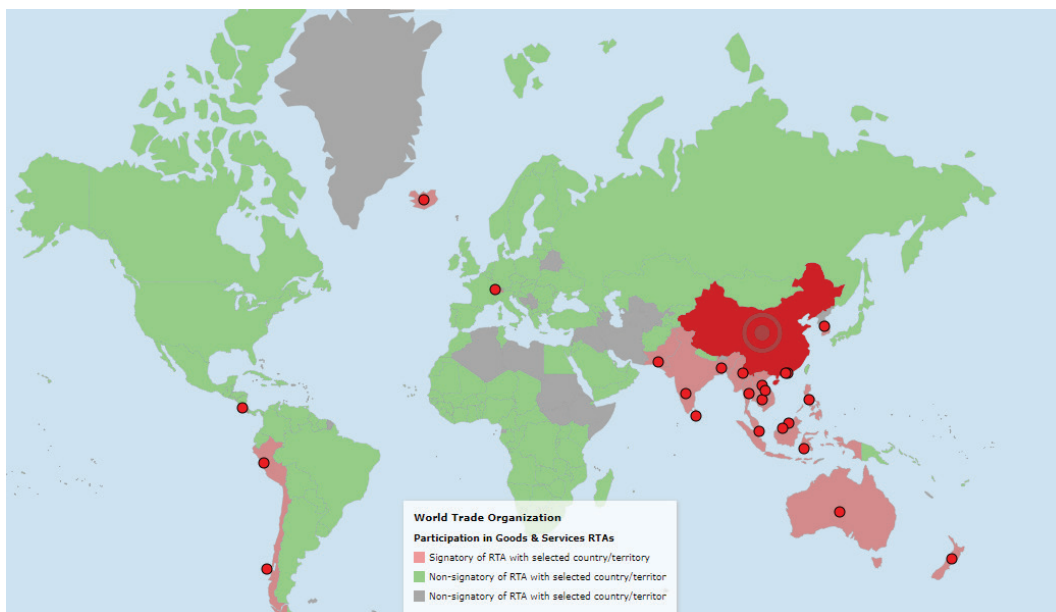 World Trade Organization
Participation in Goods & Services RTAs
Signatory of RTA with selected country/territory
Non-signatory of RTA with selected country/territor
Non-signatory of RTA with selected country/territor